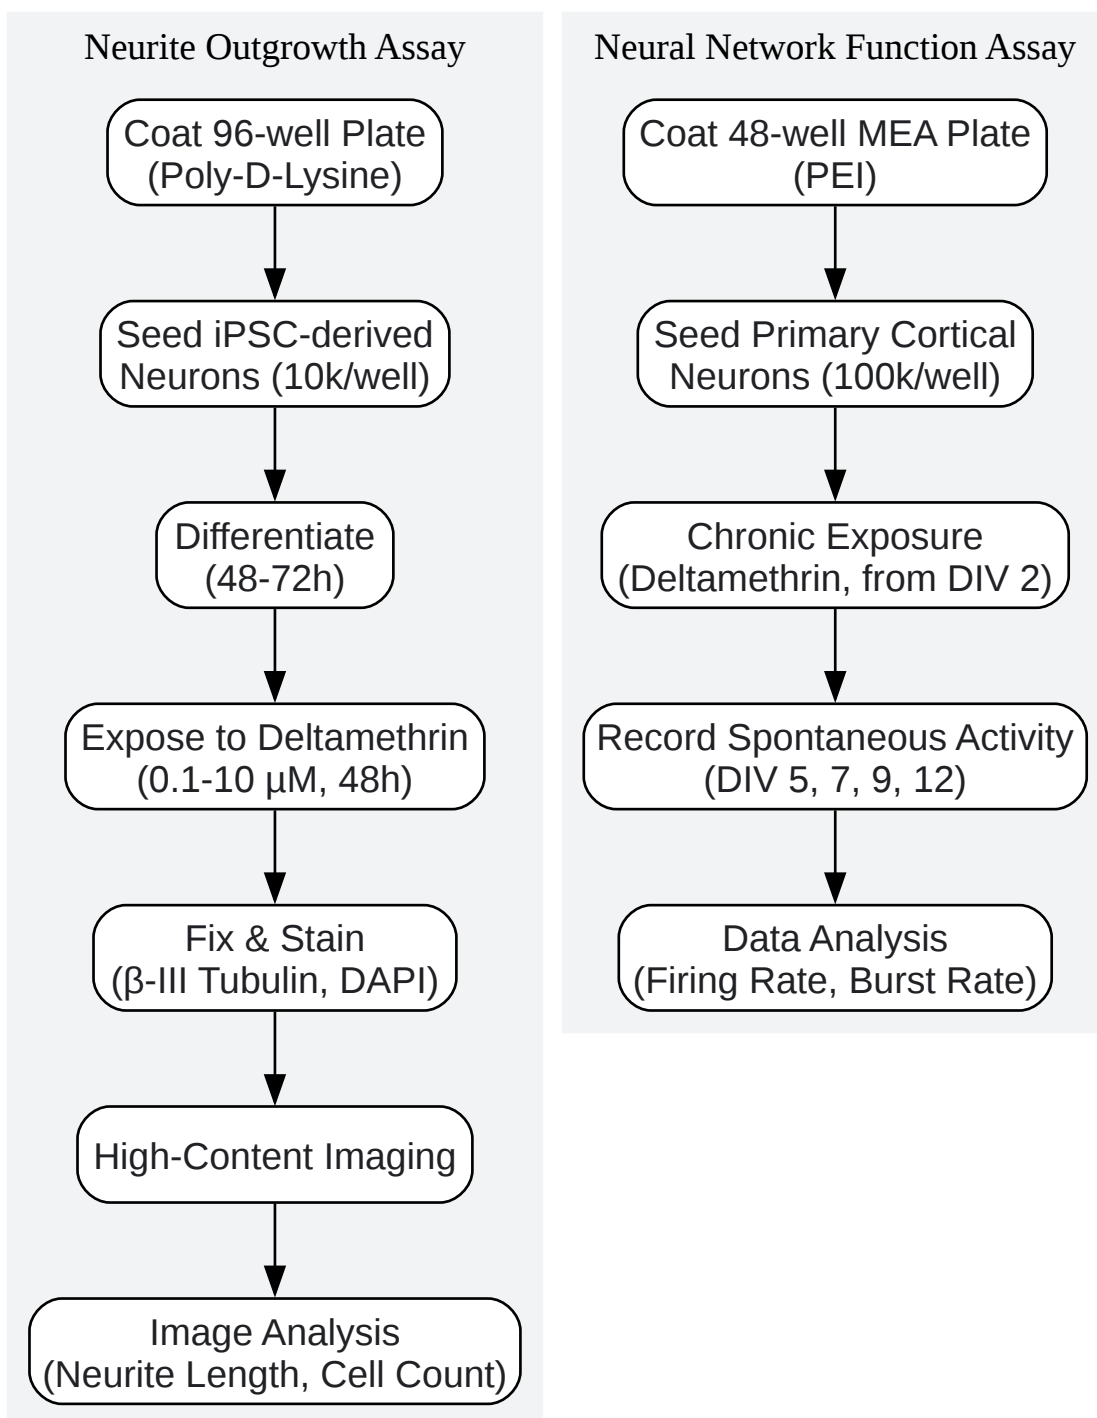 Neurite Outgrowth Assay
Coat 96-well Plate
(Poly-D-Lysine)
Seed iPSC-derived
Neurons (10k/well)
Differentiate
(48-72h)
Expose to Deltamethrin
(0.1-10 µM, 48h)
Fix & Stain
(β-III Tubulin, DAPI)
High-Content Imaging
Image Analysis
(Neurite Length, Cell Count)
Neural Network Function Assay
Coat 48-well MEA Plate
(PEI)
Seed Primary Cortical
Neurons (100k/well)
Chronic Exposure
(Deltamethrin, from DIV 2)
Record Spontaneous Activity
(DIV 5, 7, 9, 12)
Data Analysis
(Firing Rate, Burst Rate)